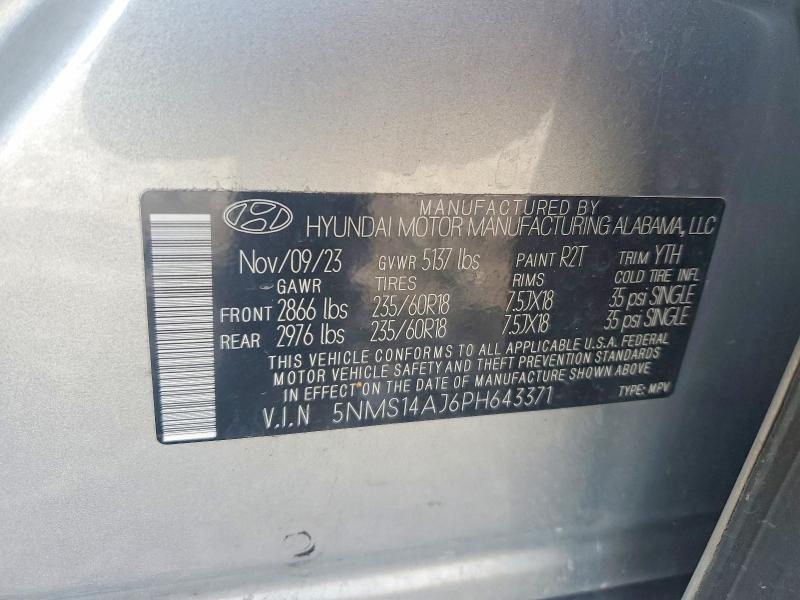 MANUFACTURED BY
HYUNDAI MOTOR MANUFACTURING ALABAMA, LLC
Nov/09/23 GVWR 5137 lbs PAINT R2T TRIM YTH
GAWR TIRES RIMS COLD TIRE INFL
FRONT 2866 lbs 235/60R18 7.5JX18 35 psi SINGLE
REAR 2976 lbs 235/60R18 7.5JX18 35 psi SINGLE
THIS VEHICLE CONFORMS TO ALL APPLICABLE U.S.A. FEDERAL
MOTOR VEHICLE SAFETY AND THEFT PREVENTION STANDARDS
IN EFFECT ON THE DATE OF MANUFACTURE SHOWN ABOVE
V.I.N 5NMS14AJ6PH643371 TYPE: MPV